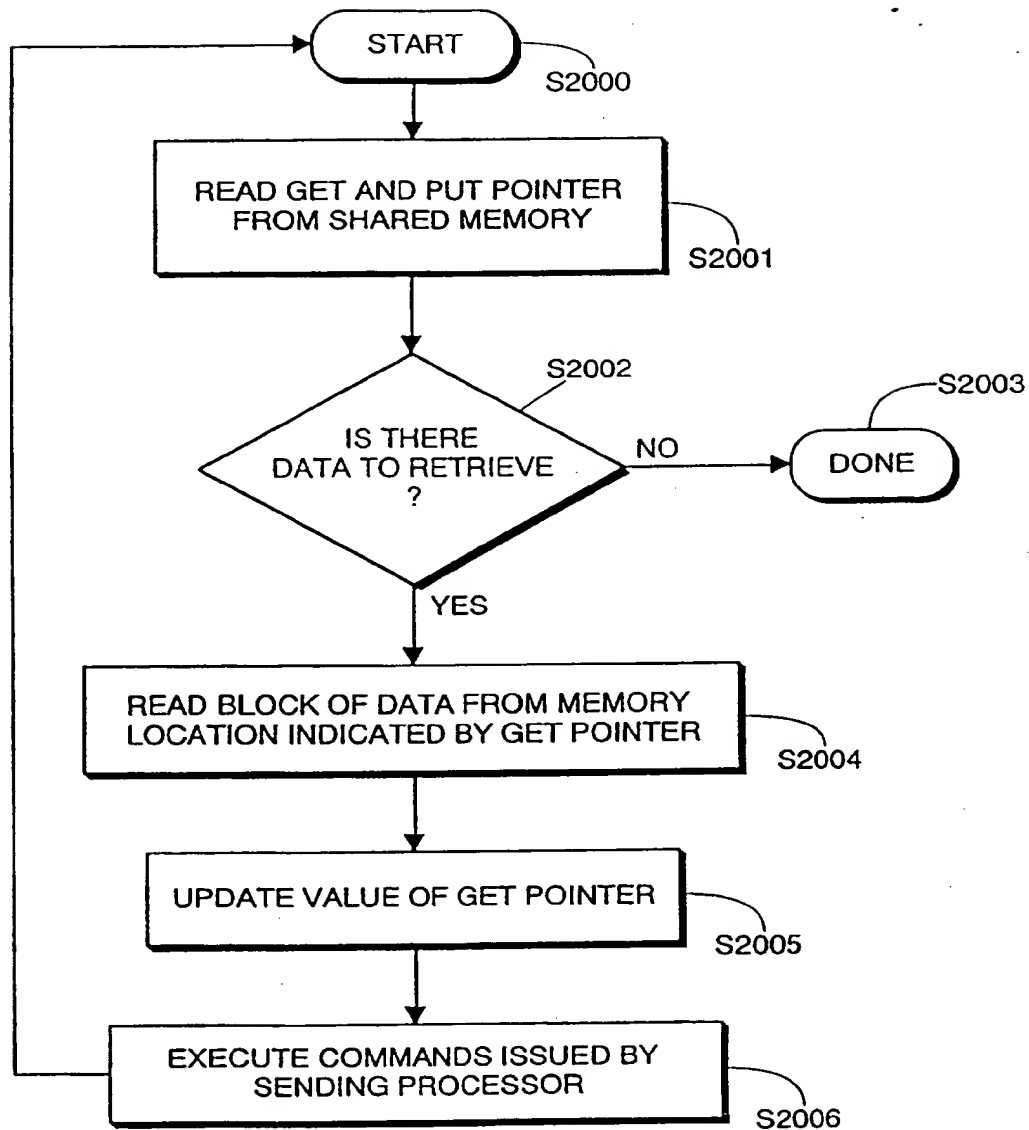 START
S2000
READ GET AND PUT POINTER
FROM SHARED MEMORY
S2001
S2002
IS THERE
DATA TO RETRIEVE
?
NO
S2003
DONE
YES
READ BLOCK OF DATA FROM MEMORY
LOCATION INDICATED BY GET POINTER
S2004
UPDATE VALUE OF GET POINTER
S2005
EXECUTE COMMANDS ISSUED BY
SENDING PROCESSOR
S2006